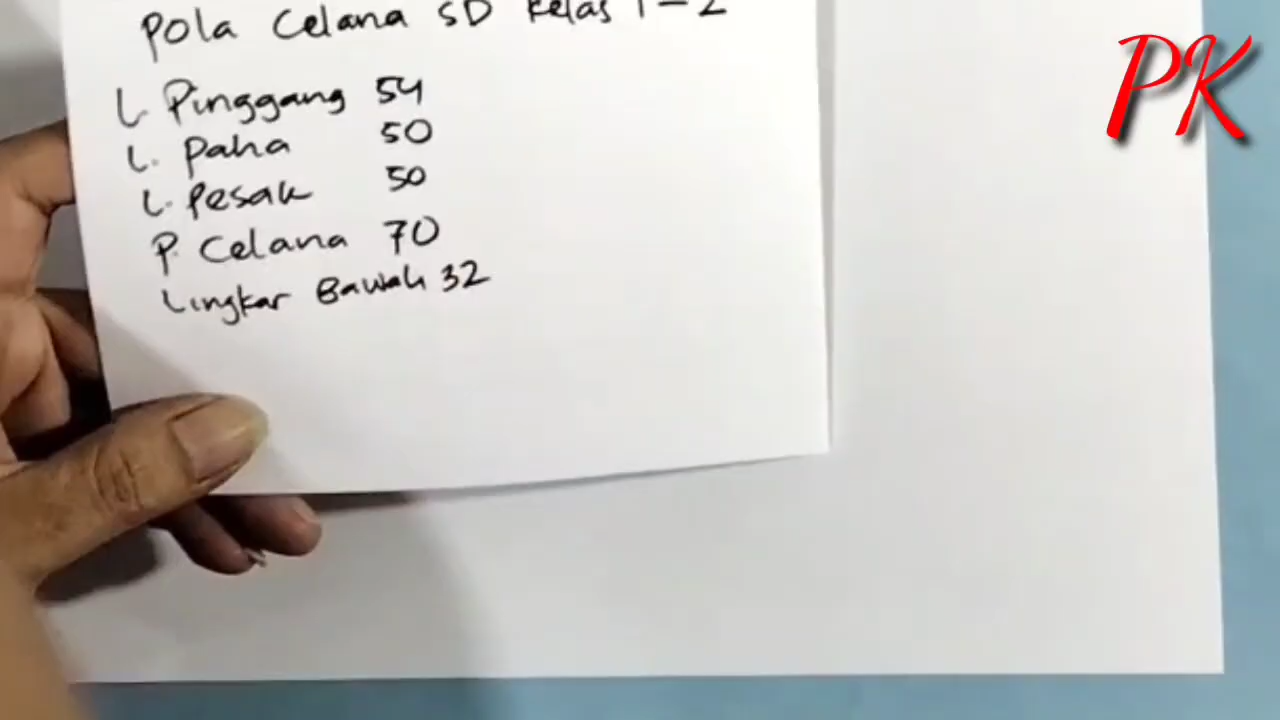 Pola Celana SD Kelas 1-2
PK
L Pinggang 54
L. Paha 50
L. Pesak 50
P. Celana 70
Lingkar Bawah 32